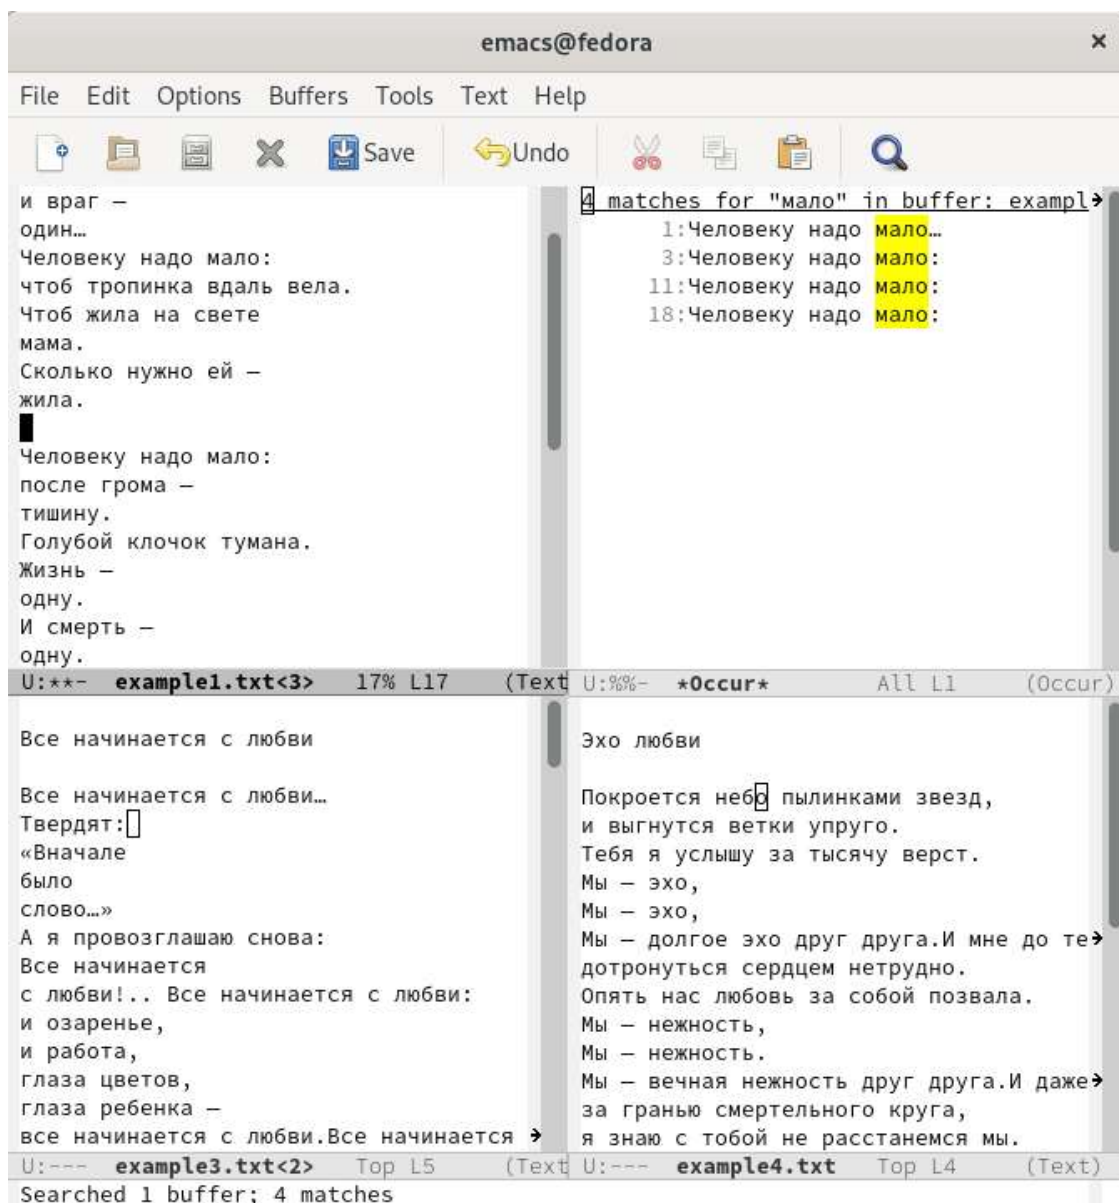 emacs@fedora ×
File Edit Options Buffers Tools Text Help
Save Undo
и враг —
один…
Человеку надо мало:
чтоб тропинка вдаль вела.
Чтоб жила на свете
мама.
Сколько нужно ей —
жила.
Человеку надо мало:
после грома —
тишину.
Голубой клочок тумана.
Жизнь —
одну.
И смерть —
одну.
U:**- example1.txt<3> 17% L17 (Text
4 matches for "мало" in buffer: exampl
1:Человеку надо мало…
3:Человеку надо мало:
11:Человеку надо мало:
18:Человеку надо мало:
U:%%- *Occur* All L1 (Occur)
Все начинается с любви
Все начинается с любви…
Твердят:
«Вначале
было
слово…»
А я провозглашаю снова:
Все начинается
с любви!.. Все начинается с любви:
и озаренье,
и работа,
глаза цветов,
глаза ребенка —
все начинается с любви.Все начинается
U:--- example3.txt<2> Top L5 (Text
Эхо любви
Покроется небо пылинками звезд,
и выгнутся ветки упруго.
Тебя я услышу за тысячу верст.
Мы — эхо,
Мы — эхо,
Мы — долгое эхо друг друга.И мне до те
дотронуться сердцем нетрудно.
Опять нас любовь за собой позвала.
Мы — нежность,
Мы — нежность.
Мы — вечная нежность друг друга.И даже
за гранью смертельного круга,
я знаю с тобой не расстанемся мы.
U:--- example4.txt Top L4 (Text)
Searched 1 buffer; 4 matches